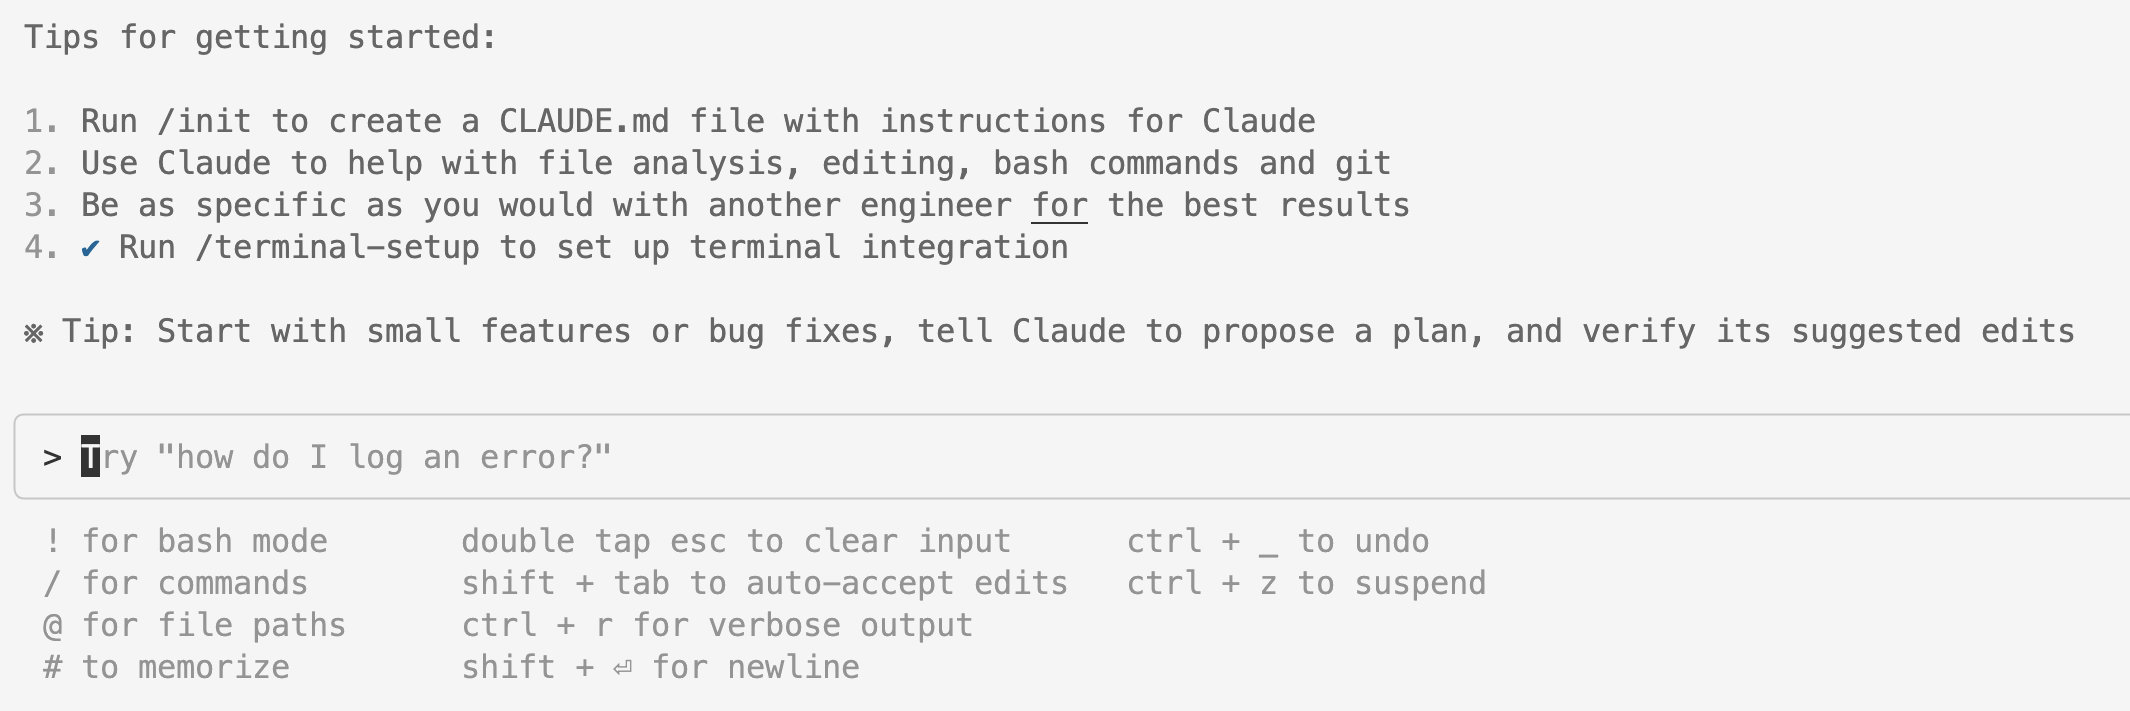 Tips for getting started:
1. Run /init to create a CLAUDE.md file with instructions for Claude
2. Use Claude to help with file analysis, editing, bash commands and git
3. Be as specific as you would with another engineer for the best results
4. ✔ Run /terminal-setup to set up terminal integration
※ Tip: Start with small features or bug fixes, tell Claude to propose a plan, and verify its suggested edits
> Try "how do I log an error?"
! for bash mode double tap esc to clear input ctrl + _ to undo
/ for commands shift + tab to auto-accept edits ctrl + z to suspend
@ for file paths ctrl + r for verbose output
# to memorize shift + ⏎ for newline